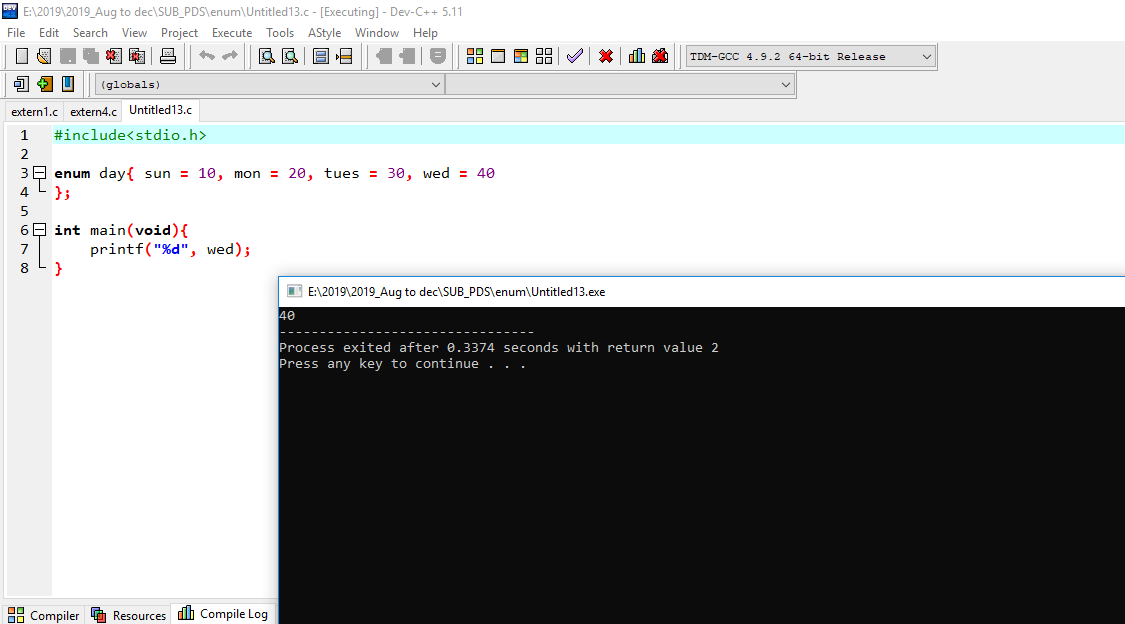 E:\2019\2019_Aug to dec\SUB_PDS\enum\Untitled13.c - [Executing] - Dev-C++ 5.11
File Edit Search View Project Execute Tools AStyle Window Help
TDM-GCC 4.9.2 64-bit Release
(globals)
extern1.c extern4.c Untitled13.c
1 #include<stdio.h>
2
3 enum day{ sun = 10, mon = 20, tues = 30, wed = 40
4 };
5
6 int main(void){
7 printf("%d", wed);
8 }
E:\2019\2019_Aug to dec\SUB_PDS\enum\Untitled13.exe
40
--------------------------------
Process exited after 0.3374 seconds with return value 2
Press any key to continue . . .
Compiler Resources Compile Log